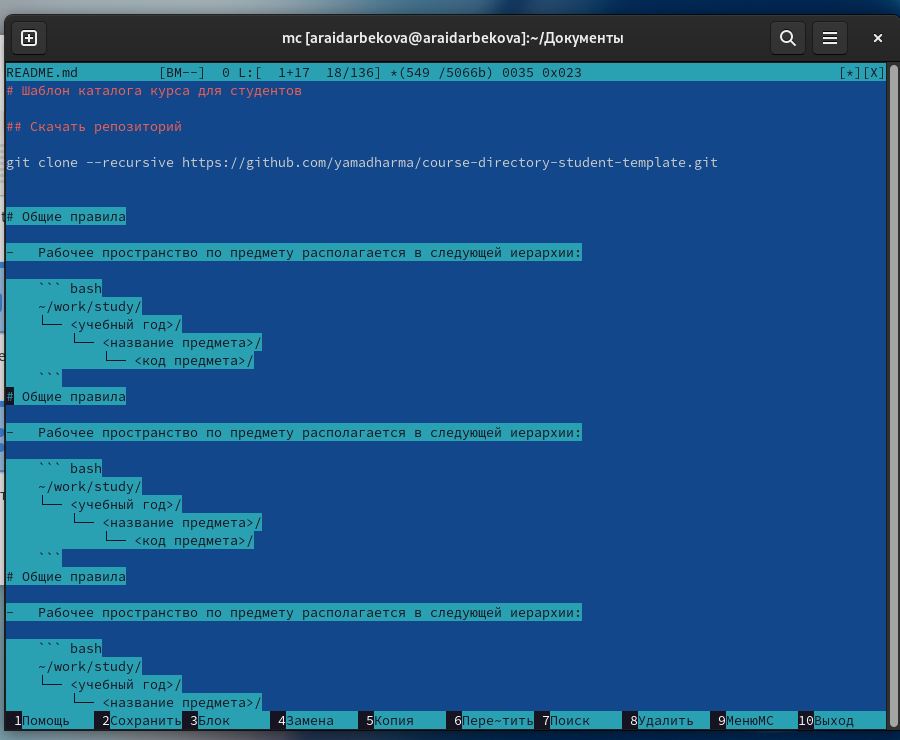 mc [araidarbekova@araidarbekova]:~/Документы
README.md          [BM--]  0 L:[  1+17  18/136] *(549 /5066b) 0035 0x023                                [*][X]
# Шаблон каталога курса для студентов
## Скачать репозиторий
git clone --recursive https://github.com/yamadharma/course-directory-student-template.git
# Общие правила
-   Рабочее пространство по предмету располагается в следующей иерархии:
    ``` bash
    ~/work/study/
    └── <учебный год>/
        └── <название предмета>/
            └── <код предмета>/
    ```
# Общие правила
-   Рабочее пространство по предмету располагается в следующей иерархии:
    ``` bash
    ~/work/study/
    └── <учебный год>/
        └── <название предмета>/
            └── <код предмета>/
    ```
# Общие правила
-   Рабочее пространство по предмету располагается в следующей иерархии:
    ``` bash
    ~/work/study/
    └── <учебный год>/
        └── <название предмета>/
1Помощь 2Сохранить 3Блок 4Замена 5Копия 6Пере~тить 7Поиск 8Удалить 9МенюMC 10Выход